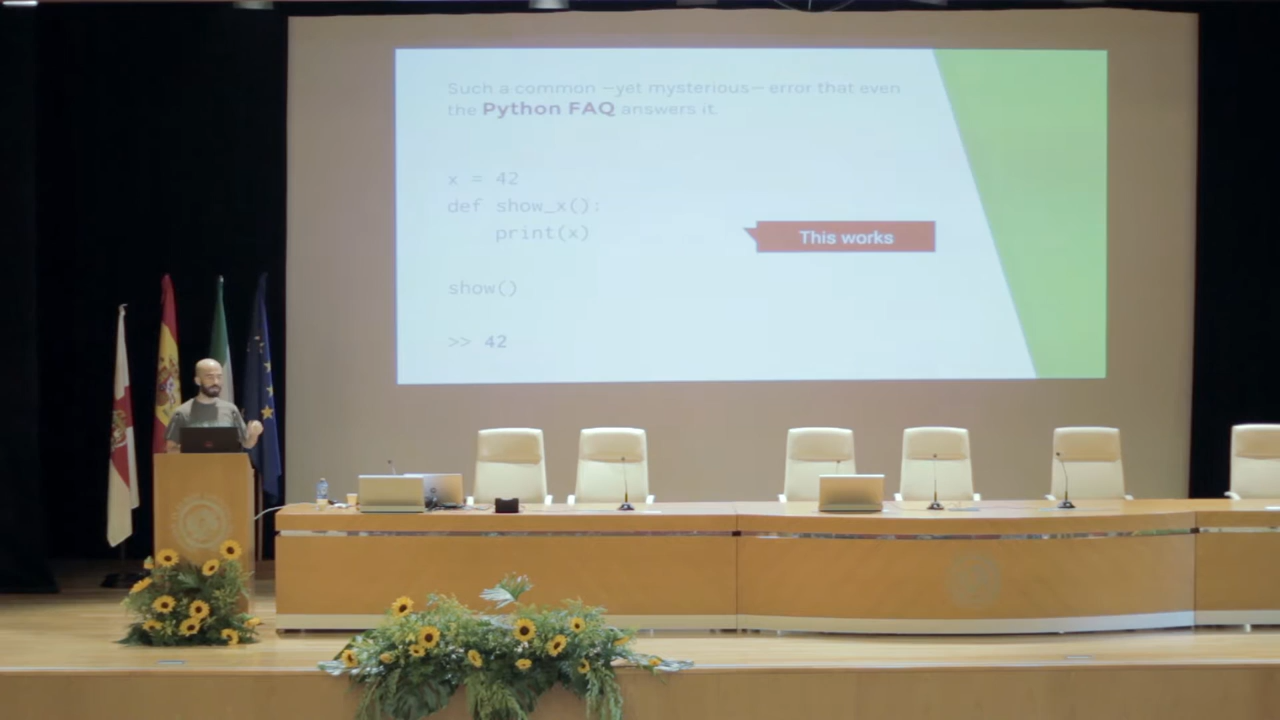 Such a common —yet mysterious— error that even
the Python FAQ answers it.
x = 42
def show_x():
print(x)
This works
show()
>> 42